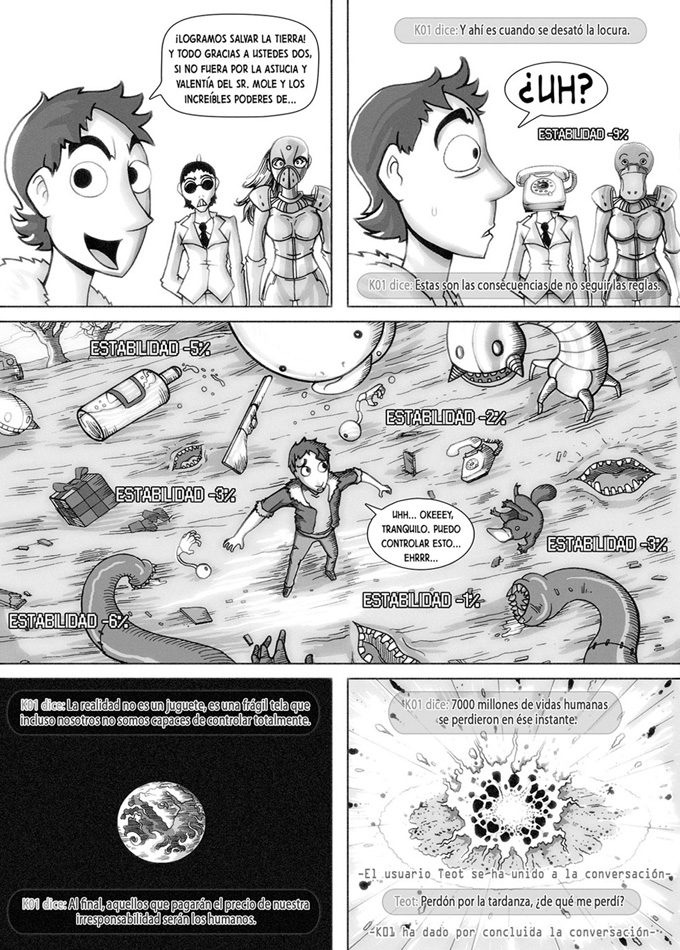 ¡LOGRAMOS SALVAR LA TIERRA!
Y TODO GRACIAS A USTEDES DOS,
SI NO FUERA POR LA ASTUCIA Y
VALENTÍA DEL SR. MOLE Y LOS
INCREÍBLES PODERES DE...
K01 dice: Y ahí es cuando se desató la locura.
¿UH?
ESTABILIDAD -9%
K01 dice: Estas son las consecuencias de no seguir las reglas.
ESTABILIDAD -5%
ESTABILIDAD -2%
ESTABILIDAD -3%
UHH... OKEEEY,
TRANQUILO. PUEDO
CONTROLAR ESTO...
EHRRR...
ESTABILIDAD -3%
ESTABILIDAD -1%
ESTABILIDAD -6%
K01 dice: La realidad no es un juguete, es una frágil tela que
incluso nosotros no somos capaces de controlar totalmente.
K01 dice: Al final, aquellos que pagarán el precio de nuestra
irresponsabilidad serán los humanos.
K01 dice: 7000 millones de vidas humanas
se perdieron en ése instante.
-El usuario Teot se ha unido a la conversación-
Teot: Perdón por la tardanza, ¿de qué me perdí?
-K01 ha dado por concluida la conversación-